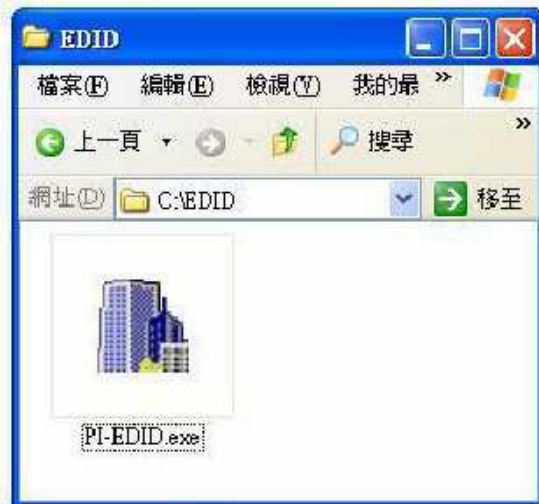 EDID
檔案(F) 編輯(E) 檢視(V) 我的最 »
上一頁 搜尋 »
網址(D) C:\EDID 移至
PI-EDID.exe